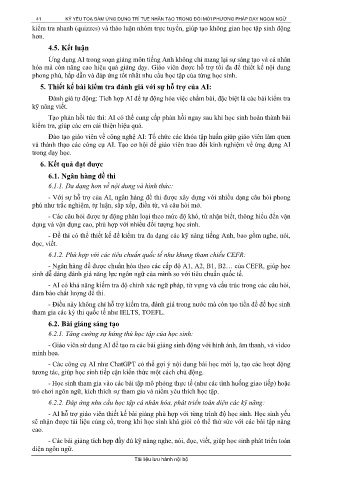 41 KỶ YẾU TỌA ĐÀM ỨNG DỤNG TRÍ TUỆ NHÂN TẠO TRONG ĐỔI MỚI PHƯƠNG PHÁP DẠY NGOẠI NGỮ
kiểm tra nhanh (quizzes) và thảo luận nhóm trực tuyến, giúp tạo không gian học tập sinh động
hơn.
4.5. Kết luận
Ứng dụng AI trong soạn giảng môn tiếng Anh không chỉ mang lại sự sáng tạo và cá nhân
hóa mà còn nâng cao hiệu quả giảng dạy. Giáo viên được hỗ trợ tối đa để thiết kế nội dung
phong phú, hấp dẫn và đáp ứng tốt nhất nhu cầu học tập của từng học sinh.
5. Thiết kế bài kiểm tra đánh giá với sự hỗ trợ của AI:
Đánh giá tự động: Tích hợp AI để tự động hóa việc chấm bài, đặc biệt là các bài kiểm tra
kỹ năng viết.
Tạo phản hồi tức thì: AI có thể cung cấp phản hồi ngay sau khi học sinh hoàn thành bài
kiểm tra, giúp các em cải thiện hiệu quả.
Đào tạo giáo viên về công nghệ AI: Tổ chức các khóa tập huấn giúp giáo viên làm quen
và thành thạo các công cụ AI. Tạo cơ hội để giáo viên trao đổi kinh nghiệm về ứng dụng AI
trong dạy học.
6. Kết quả đạt được
6.1. Ngân hàng đề thi
6.1.1. Đa dạng hơn về nội dung và hình thức:
- Với sự hỗ trợ của AI, ngân hàng đề thi được xây dựng với nhiều dạng câu hỏi phong
phú như trắc nghiệm, tự luận, sắp xếp, điền từ, và câu hỏi mở.
- Các câu hỏi được tự động phân loại theo mức độ khó, từ nhận biết, thông hiểu đến vận
dụng và vận dụng cao, phù hợp với nhiều đối tượng học sinh.
- Đề thi có thể thiết kế để kiểm tra đa dạng các kỹ năng tiếng Anh, bao gồm nghe, nói,
đọc, viết.
6.1.2. Phù hợp với các tiêu chuẩn quốc tế như khung tham chiếu CEFR:
- Ngân hàng đề được chuẩn hóa theo các cấp độ A1, A2, B1, B2… của CEFR, giúp học
sinh dễ dàng đánh giá năng lực ngôn ngữ của mình so với tiêu chuẩn quốc tế.
- AI có khả năng kiểm tra độ chính xác ngữ pháp, từ vựng và cấu trúc trong các câu hỏi,
đảm bảo chất lượng đề thi.
- Điều này không chỉ hỗ trợ kiểm tra, đánh giá trong nước mà còn tạo tiền đề để học sinh
tham gia các kỳ thi quốc tế như IELTS, TOEFL.
6.2. Bài giảng sáng tạo
6.2.1. Tăng cường sự hứng thú học tập của học sinh:
- Giáo viên sử dụng AI để tạo ra các bài giảng sinh động với hình ảnh, âm thanh, và video
minh họa.
- Các công cụ AI như ChatGPT có thể gợi ý nội dung bài học mới lạ, tạo các hoạt động
tương tác, giúp học sinh tiếp cận kiến thức một cách chủ động.
- Học sinh tham gia vào các bài tập mô phỏng thực tế (như các tình huống giao tiếp) hoặc
trò chơi ngôn ngữ, kích thích sự tham gia và niềm yêu thích học tập.
6.2.2. Đáp ứng nhu cầu học tập cá nhân hóa, phát triển toàn diện các kỹ năng:
- AI hỗ trợ giáo viên thiết kế bài giảng phù hợp với từng trình độ học sinh. Học sinh yếu
sẽ nhận được tài liệu củng cố, trong khi học sinh khá giỏi có thể thử sức với các bài tập nâng
cao.
- Các bài giảng tích hợp đầy đủ kỹ năng nghe, nói, đọc, viết, giúp học sinh phát triển toàn
diện ngôn ngữ.
Tài liệu lưu hành nội bộ